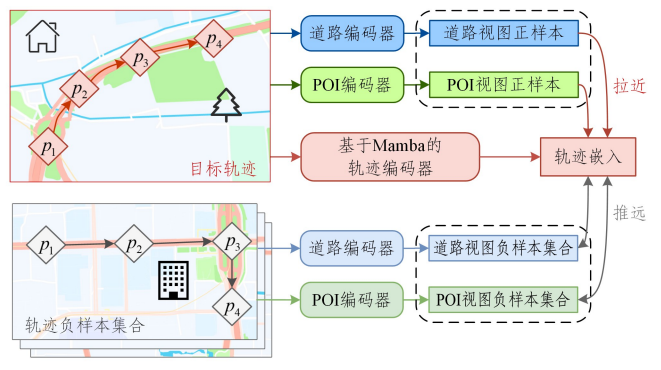 p1
p2
p3
p4
目标轨迹
道路编码器
道路视图正样本
POI编码器
POI视图正样本
拉近
基于Mamba的
轨迹编码器
轨迹嵌入
推远
p1
p2
p3
p4
轨迹负样本集合
道路编码器
道路视图负样本集合
POI编码器
POI视图负样本集合